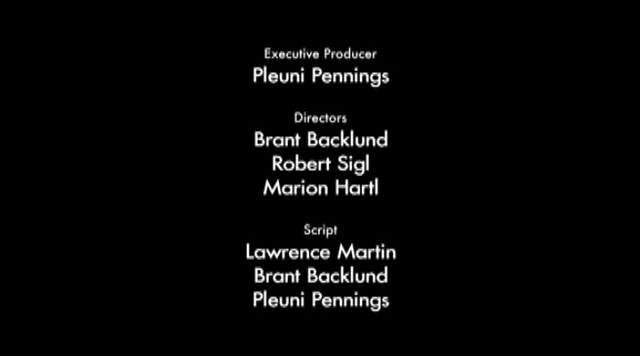 Executive Producer
Pleuni Pennings
Directors
Brant Backlund
Robert Sigl
Marion Hartl
Script
Lawrence Martin
Brant Backlund
Pleuni Pennings